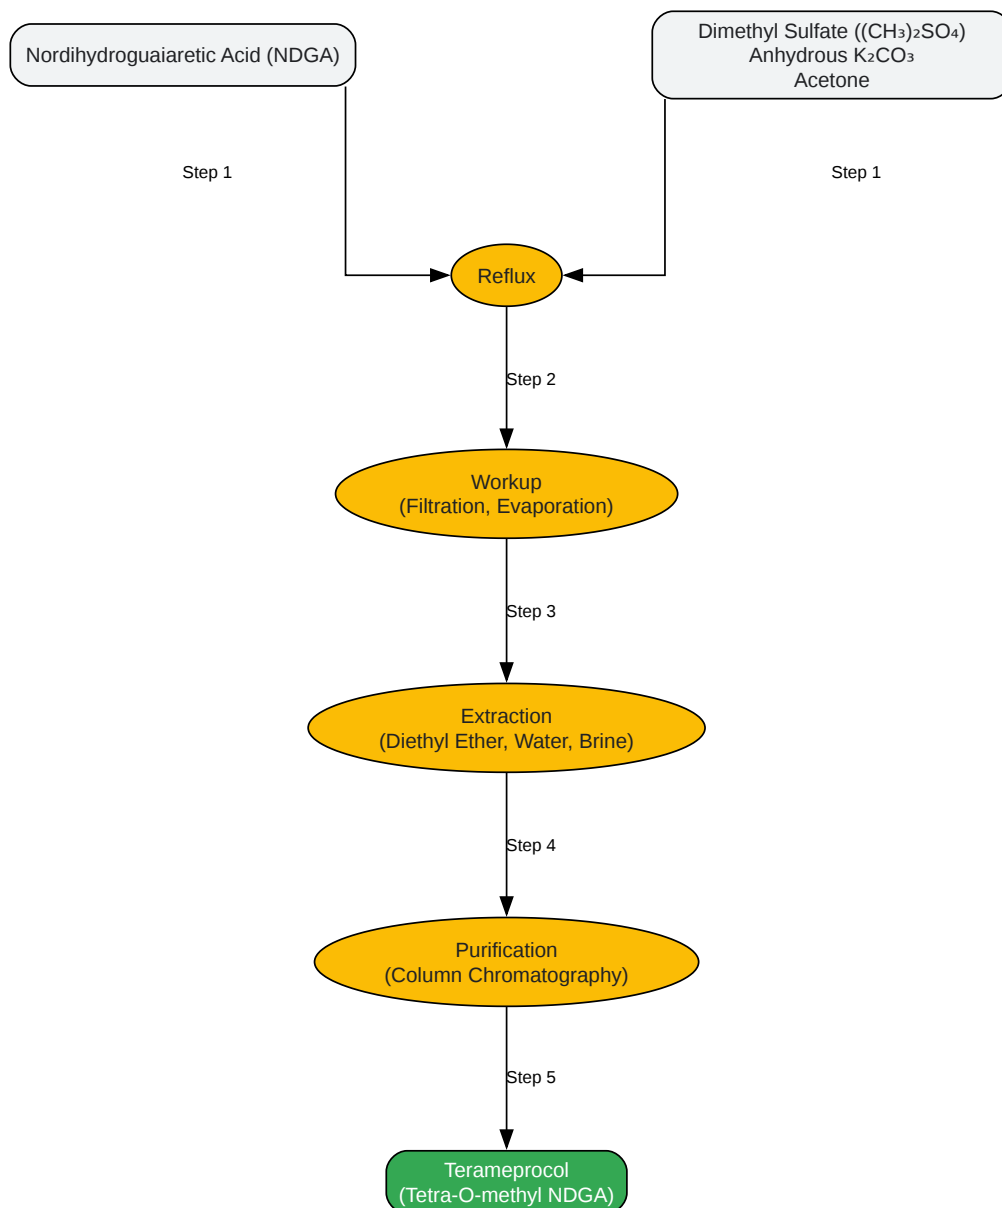 Nordihydroguaiaretic Acid (NDGA)
Dimethyl Sulfate ((CH₃)₂SO₄)
Anhydrous K₂CO₃
Acetone
Step 1
Step 1
Reflux
Step 2
Workup
(Filtration, Evaporation)
Step 3
Extraction
(Diethyl Ether, Water, Brine)
Step 4
Purification
(Column Chromatography)
Step 5
Terameprocol
(Tetra-O-methyl NDGA)